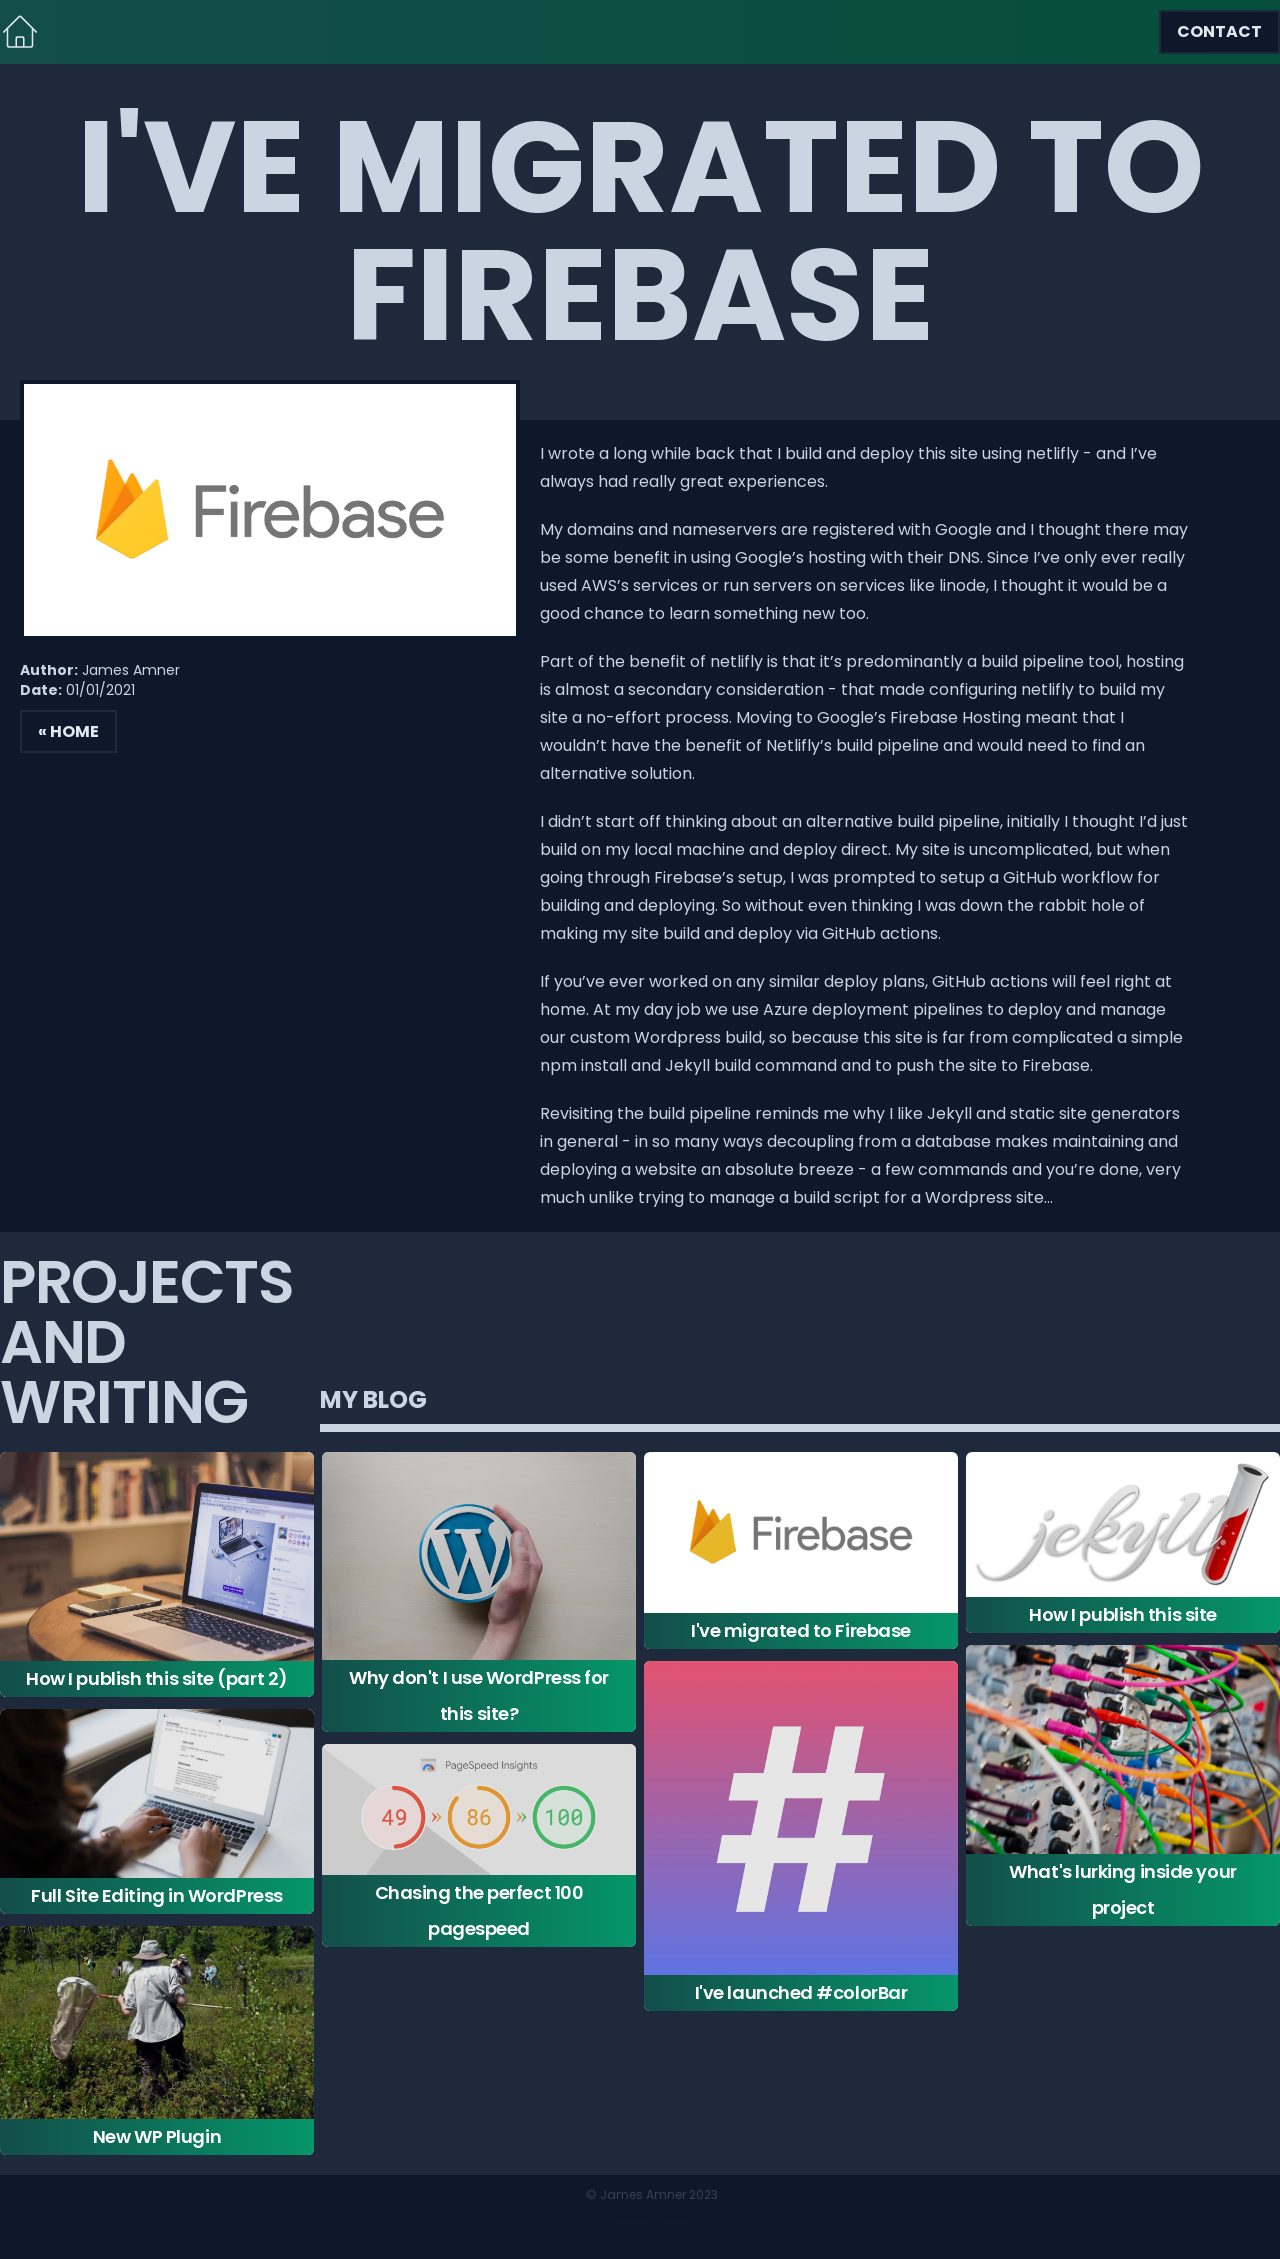 CONTACT
I'VE MIGRATED TO
FIREBASE
Firebase
Author: James Amner
Date: 01/01/2021
« HOME
I wrote a long while back that I build and deploy this site using netlifly - and I’ve
always had really great experiences.
My domains and nameservers are registered with Google and I thought there may
be some benefit in using Google’s hosting with their DNS. Since I’ve only ever really
used AWS’s services or run servers on services like linode, I thought it would be a
good chance to learn something new too.
Part of the benefit of netlifly is that it’s predominantly a build pipeline tool, hosting
is almost a secondary consideration - that made configuring netlifly to build my
site a no-effort process. Moving to Google’s Firebase Hosting meant that I
wouldn’t have the benefit of Netlifly’s build pipeline and would need to find an
alternative solution.
I didn’t start off thinking about an alternative build pipeline, initially I thought I’d just
build on my local machine and deploy direct. My site is uncomplicated, but when
going through Firebase’s setup, I was prompted to setup a GitHub workflow for
building and deploying. So without even thinking I was down the rabbit hole of
making my site build and deploy via GitHub actions.
If you’ve ever worked on any similar deploy plans, GitHub actions will feel right at
home. At my day job we use Azure deployment pipelines to deploy and manage
our custom Wordpress build, so because this site is far from complicated a simple
npm install and Jekyll build command and to push the site to Firebase.
Revisiting the build pipeline reminds me why I like Jekyll and static site generators
in general - in so many ways decoupling from a database makes maintaining and
deploying a website an absolute breeze - a few commands and you’re done, very
much unlike trying to manage a build script for a Wordpress site…
PROJECTS
AND
WRITING
MY BLOG
How I publish this site (part 2)
Full Site Editing in WordPress
New WP Plugin
W
Why don't I use WordPress for
this site?
PageSpeed Insights
49 » 86 » 100
Chasing the perfect 100
pagespeed
Firebase
I've migrated to Firebase
#
I've launched #colorBar
jekyll
How I publish this site
What's lurking inside your
project
© James Amner 2023